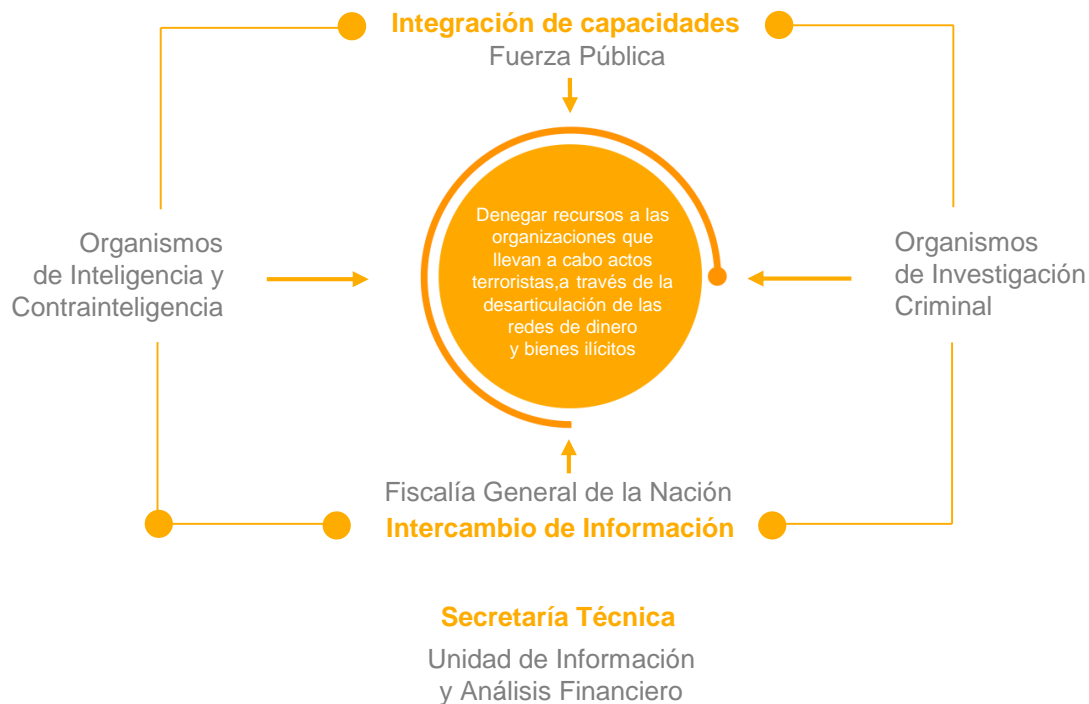 Integración de capacidades
Fuerza Pública
Organismos
de Inteligencia y
Contrainteligencia
Denegar recursos a las
organizaciones que
llevan a cabo actos
terroristas,a través de la
desarticulación de las
redes de dinero
y bienes ilícitos
Organismos
de Investigación
Criminal
Fiscalía General de la Nación
Intercambio de Información
Secretaría Técnica
Unidad de Información
y Análisis Financiero